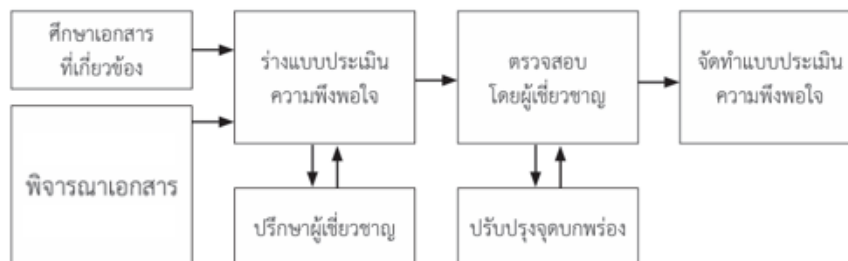 ศึกษาเอกสาร
ที่เกี่ยวข้อง
ร่างแบบประเมิน
ความพึงพอใจ
ตรวจสอบ
โดยผู้เชี่ยวชาญ
จัดทำแบบประเมิน
ความพึงพอใจ
พิจารณาเอกสาร
ปรึกษาผู้เชี่ยวชาญ
ปรับปรุงจุดบกพร่อง